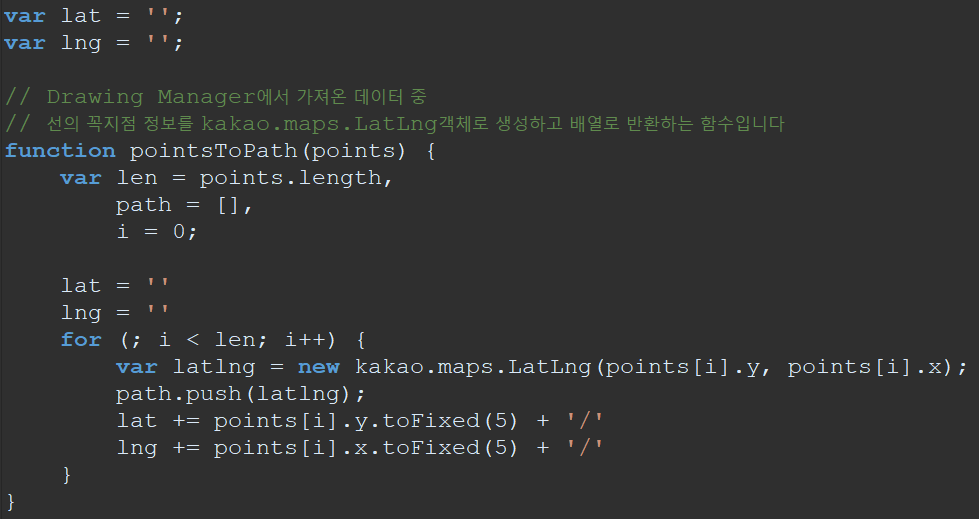 var lat = '';
var lng = '';
// Drawing Manager에서 가져온 데이터 중
// 선의 꼭지점 정보를 kakao.maps.LatLng객체로 생성하고 배열로 반환하는 함수입니다
function pointsToPath(points) {
    var len = points.length,
        path = [],
        i = 0;
    lat = ''
    lng = ''
    for (; i < len; i++) {
        var latlng = new kakao.maps.LatLng(points[i].y, points[i].x);
        path.push(latlng);
        lat += points[i].y.toFixed(5) + '/'
        lng += points[i].x.toFixed(5) + '/'
    }
}